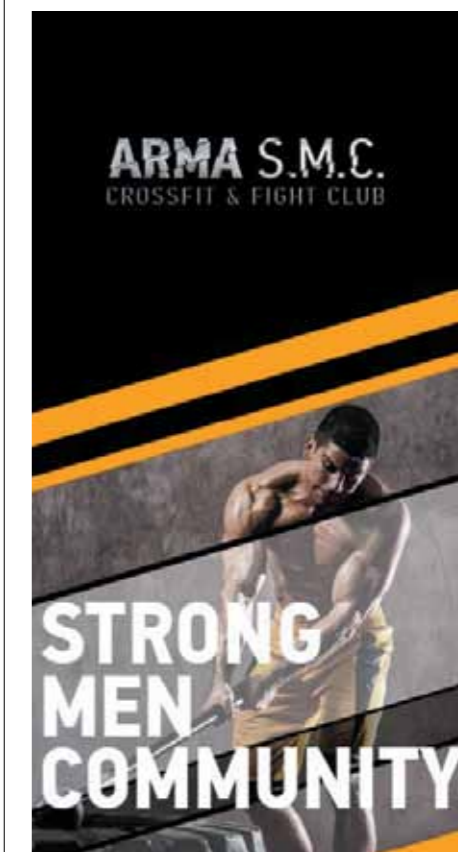 ARMA S.M.C.
CROSSFIT & FIGHT CLUB
STRONG
MEN
COMMUNITY